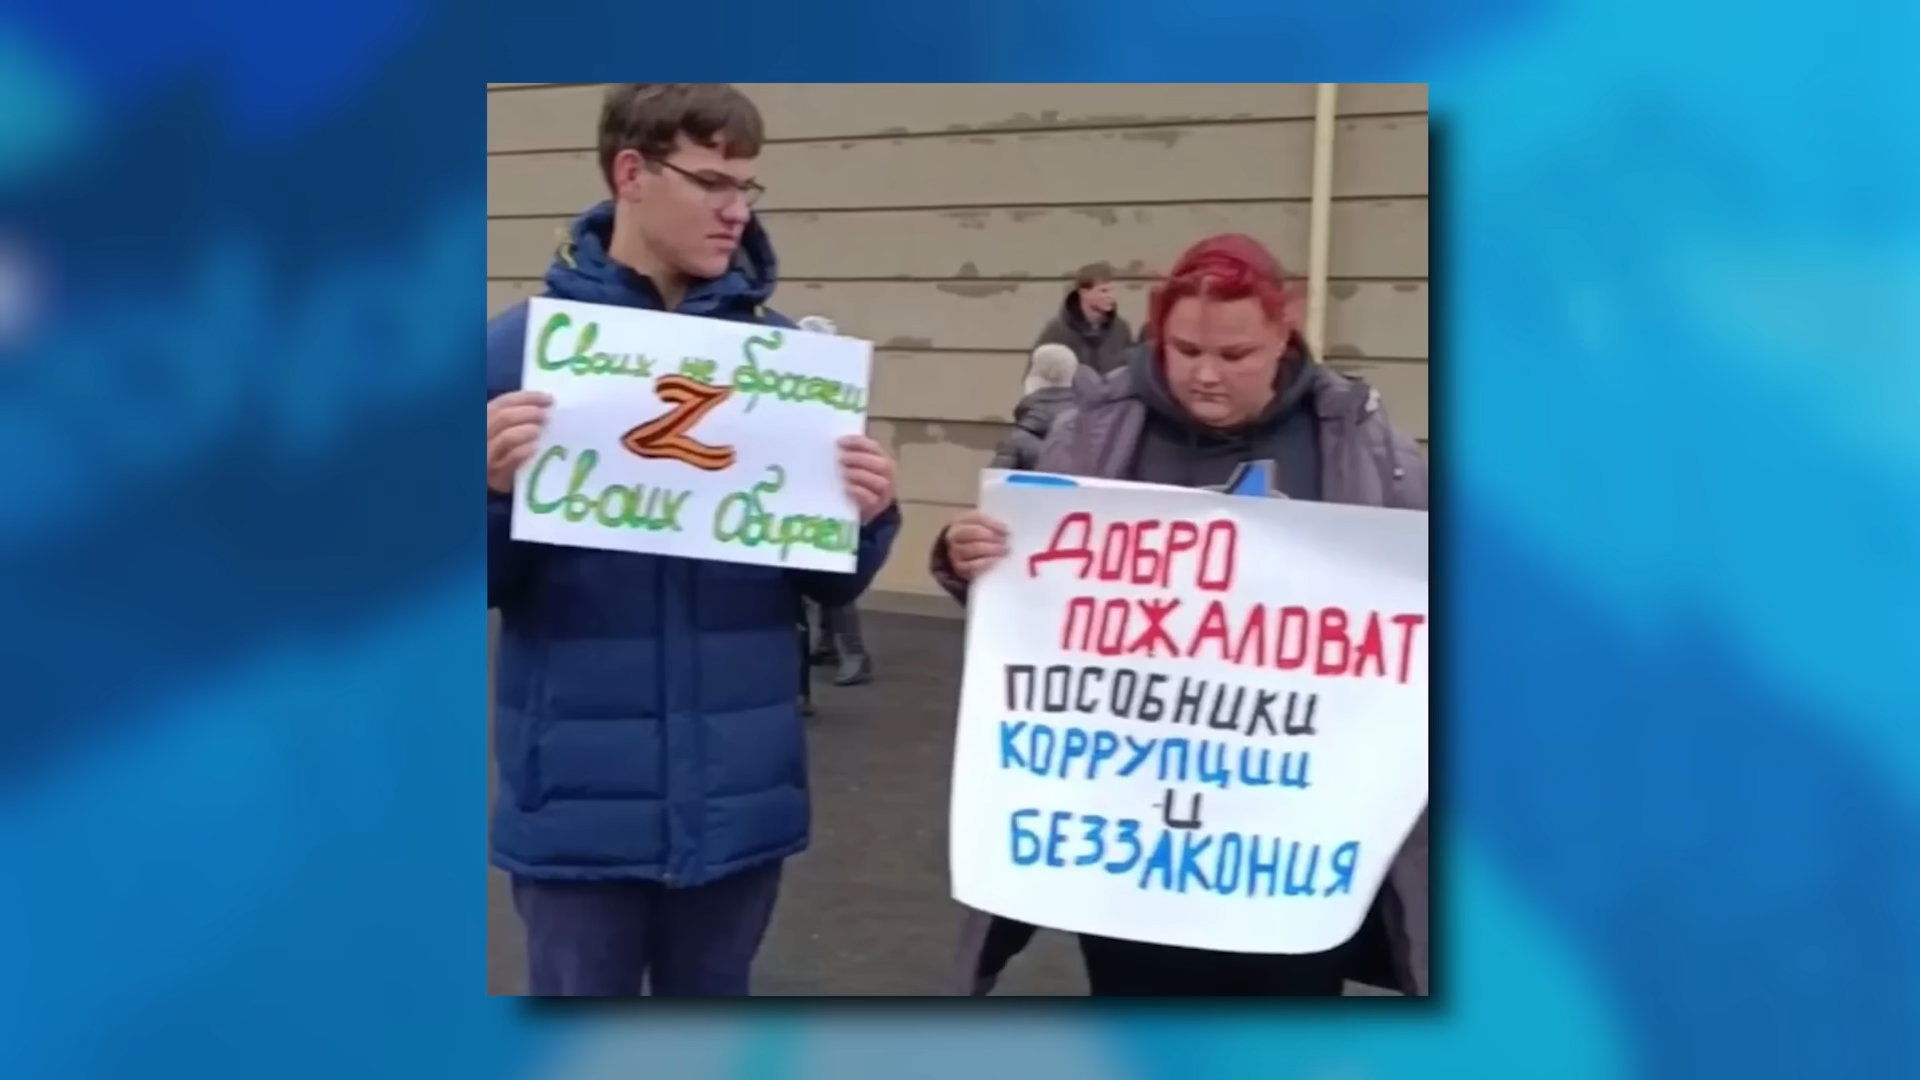 Своих не бросаем
Z
Своих обираем
ДОБРО
ПОЖАЛОВАТ
ПОСОБНИКИ
КОРРУПЦИИ
И
БЕЗЗАКОНИЯ